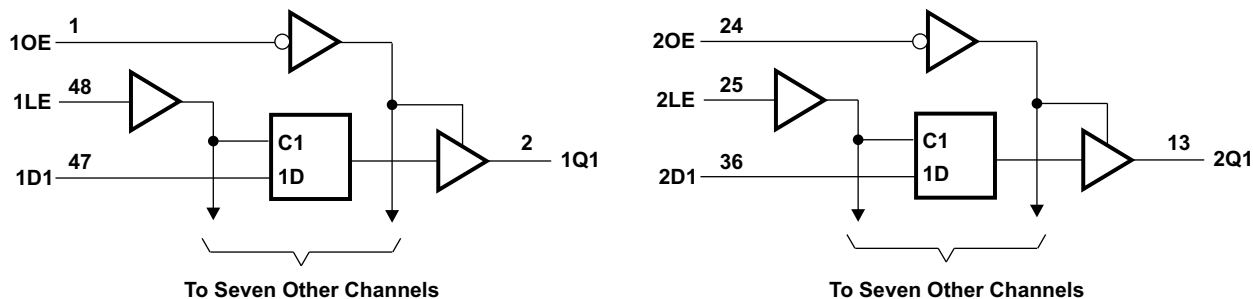 1OE 1
1LE 48
1D1 47
C1
1D
2 1Q1
To Seven Other Channels
2OE 24
2LE 25
2D1 36
C1
1D
13 2Q1
To Seven Other Channels